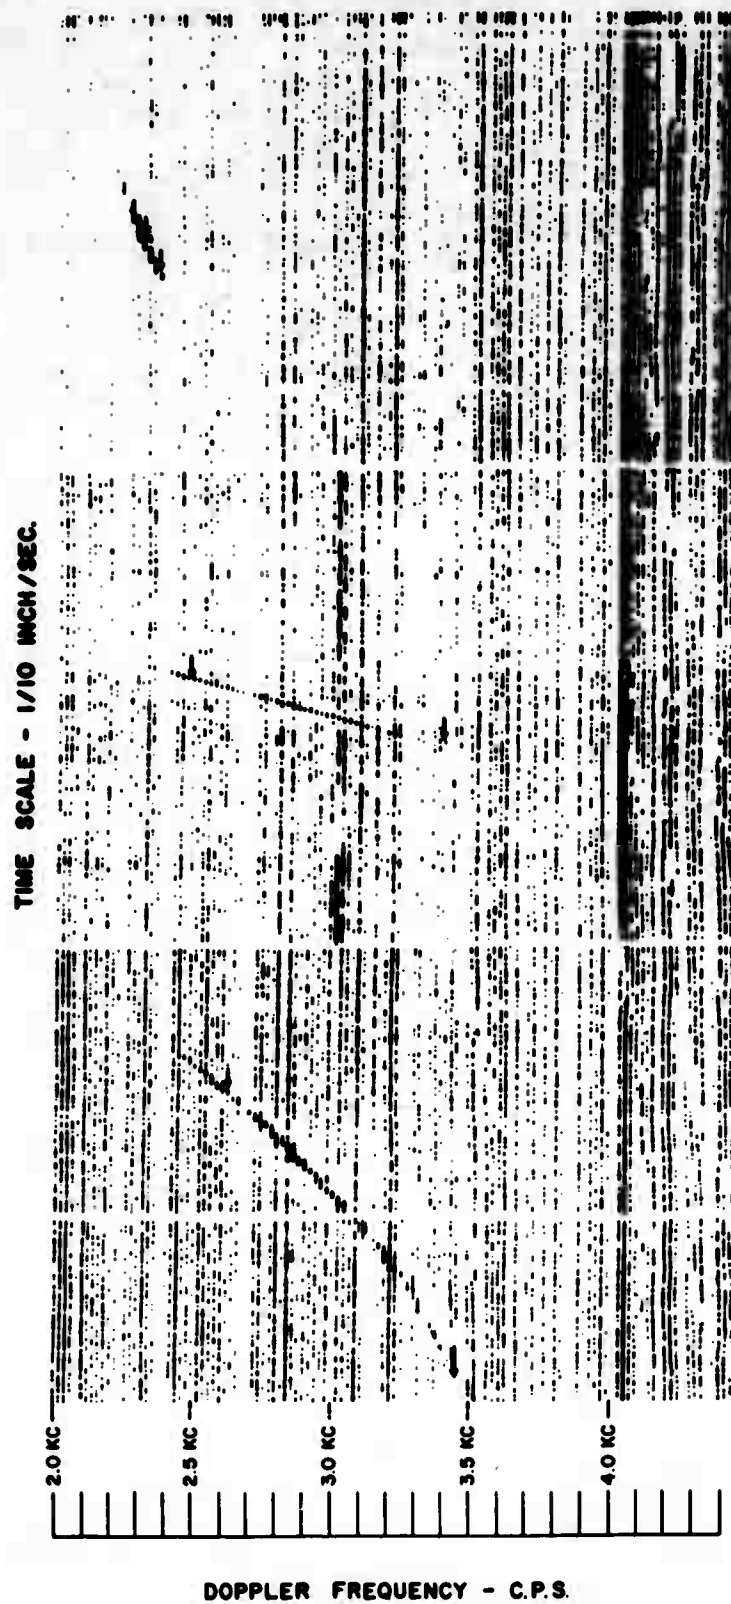 TIME SCALE - 1/10 INCH/SEC.
2.0 KC
2.5 KC
3.0 KC
3.5 KC
4.0 KC
DOPPLER FREQUENCY - C.P.S.